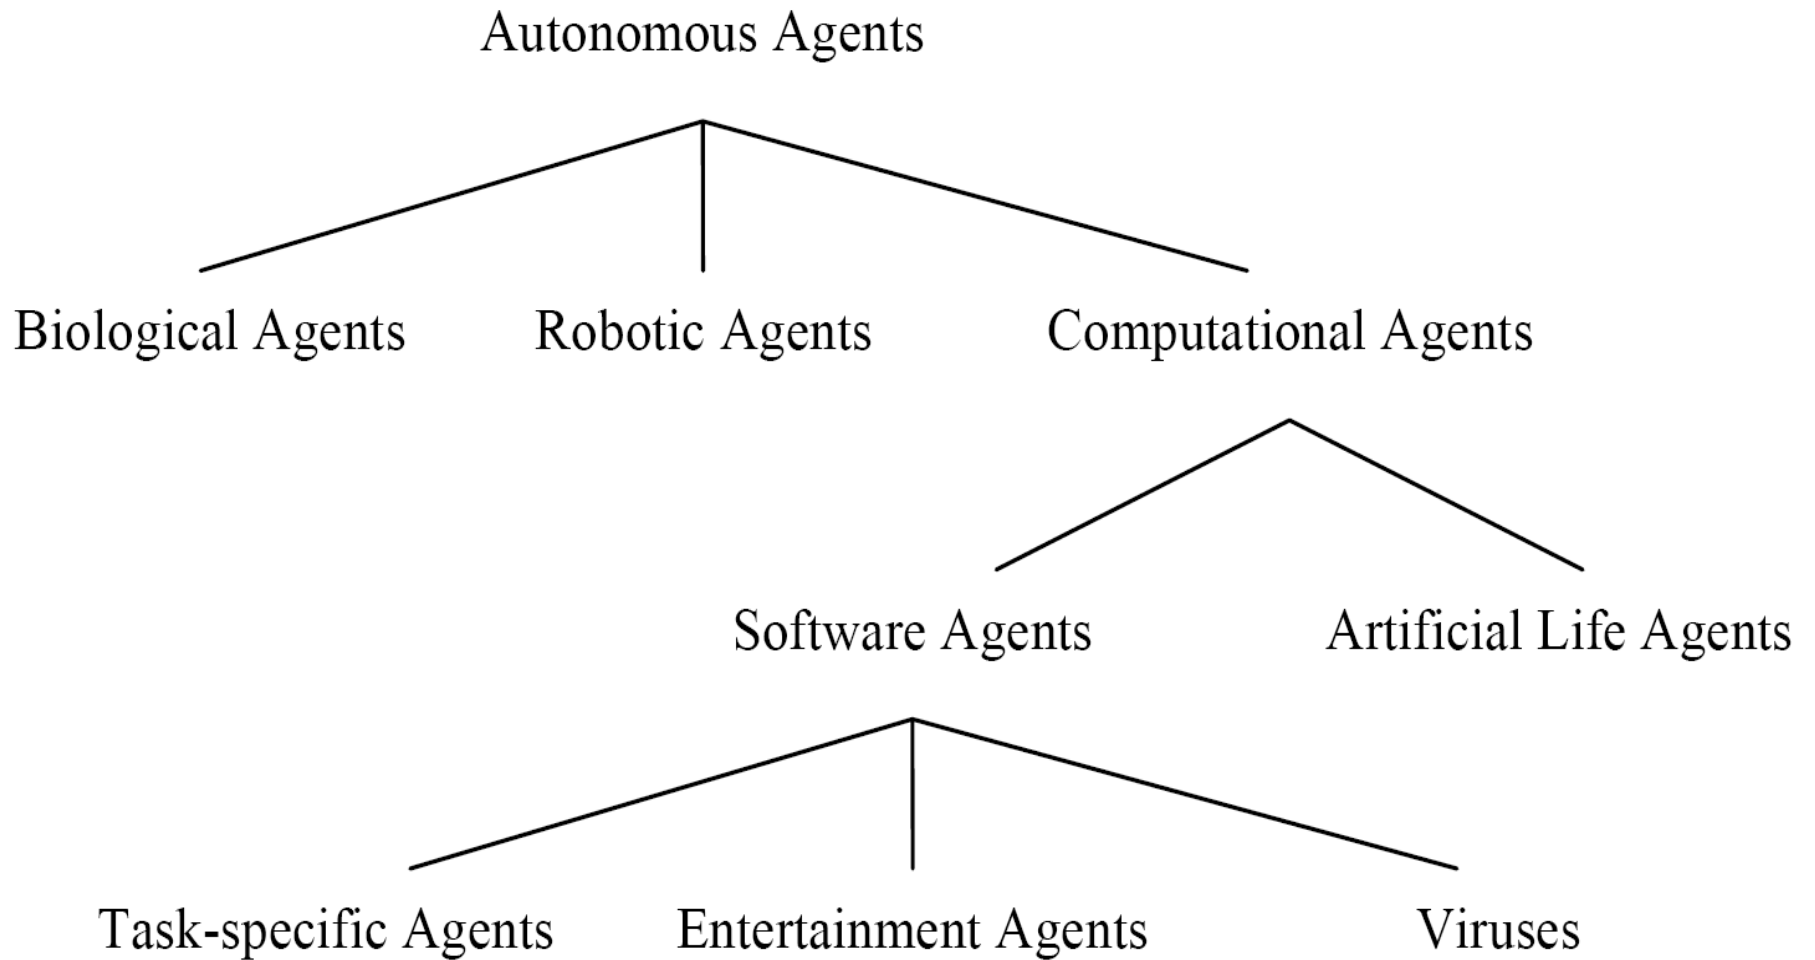 Autonomous Agents
Biological Agents
Robotic Agents
Computational Agents
Software Agents
Artificial Life Agents
Task-specific Agents
Entertainment Agents
Viruses